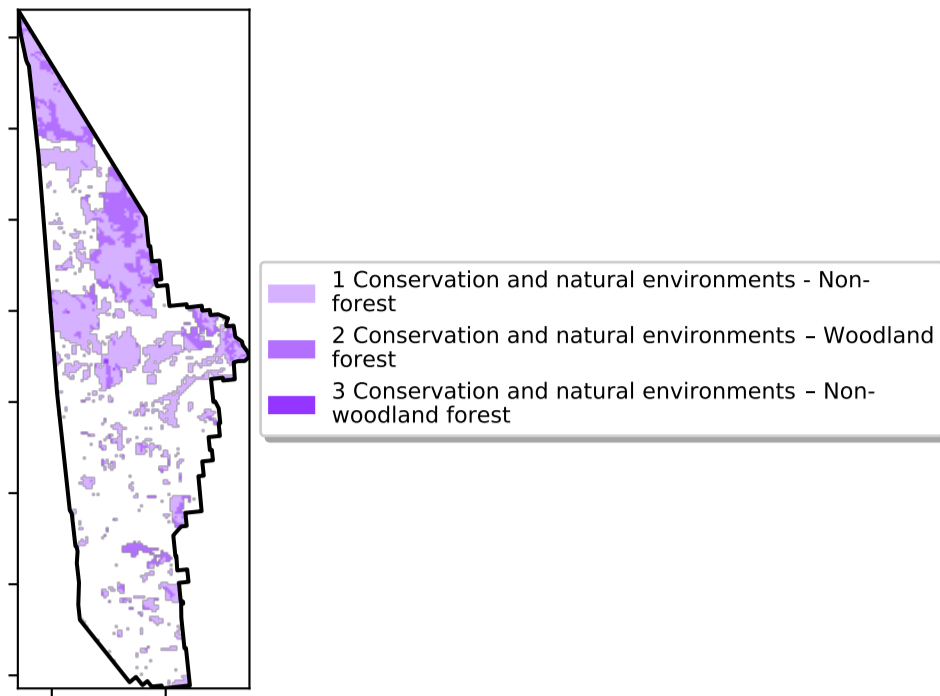 1 Conservation and natural environments - Non-
forest
2 Conservation and natural environments – Woodland
forest
3 Conservation and natural environments – Non-
woodland forest